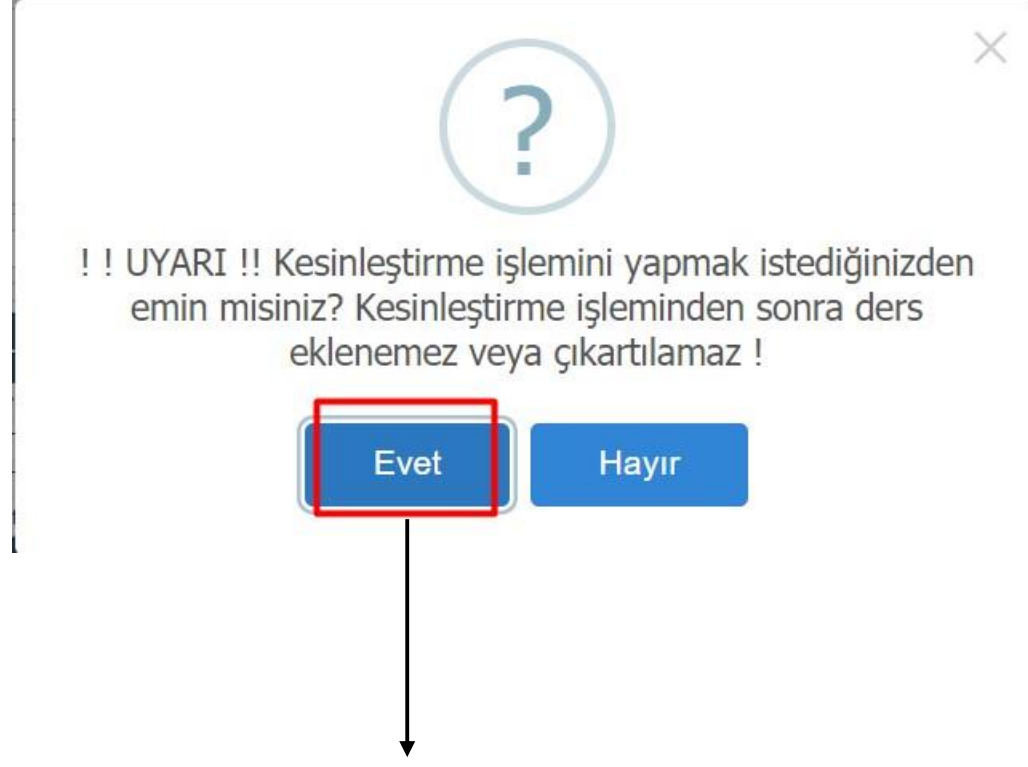 ?
! ! UYARI !! Kesinleştirme işlemini yapmak istediğinizden
emin misiniz? Kesinleştirme işleminden sonra ders
eklenemez veya çıkartılamaz !
Evet Hayır